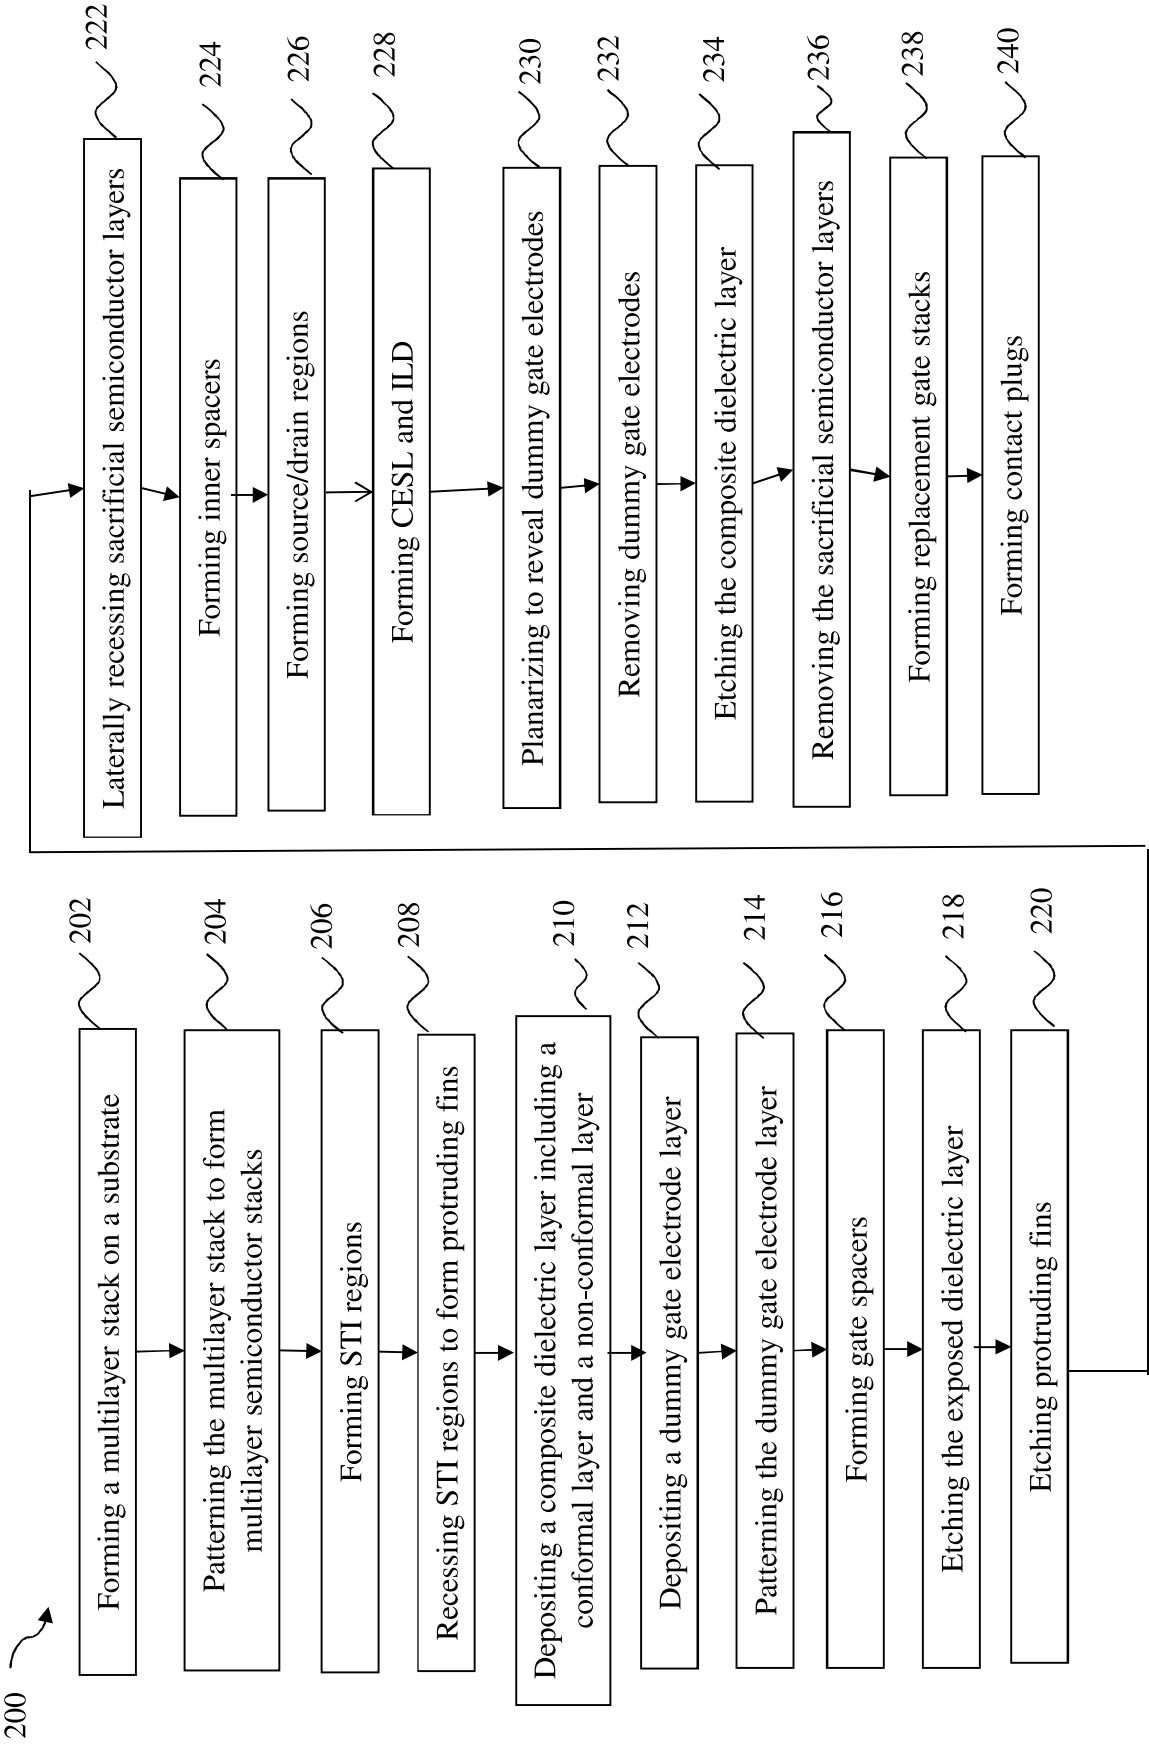 200
Forming a multilayer stack on a substrate
202
Patterning the multilayer stack to form
multilayer semiconductor stacks
204
Forming STI regions
206
Recessing STI regions to form protruding fins
208
Depositing a composite dielectric layer including a
conformal layer and a non-conformal layer
210
Depositing a dummy gate electrode layer
212
Patterning the dummy gate electrode layer
214
Forming gate spacers
216
Etching the exposed dielectric layer
218
Etching protruding fins
220
Laterally recessing sacrificial semiconductor layers
222
Forming inner spacers
224
Forming source/drain regions
226
Forming CESL and ILD
228
Planarizing to reveal dummy gate electrodes
230
Removing dummy gate electrodes
232
Etching the composite dielectric layer
234
Removing the sacrificial semiconductor layers
236
Forming replacement gate stacks
238
Forming contact plugs
240